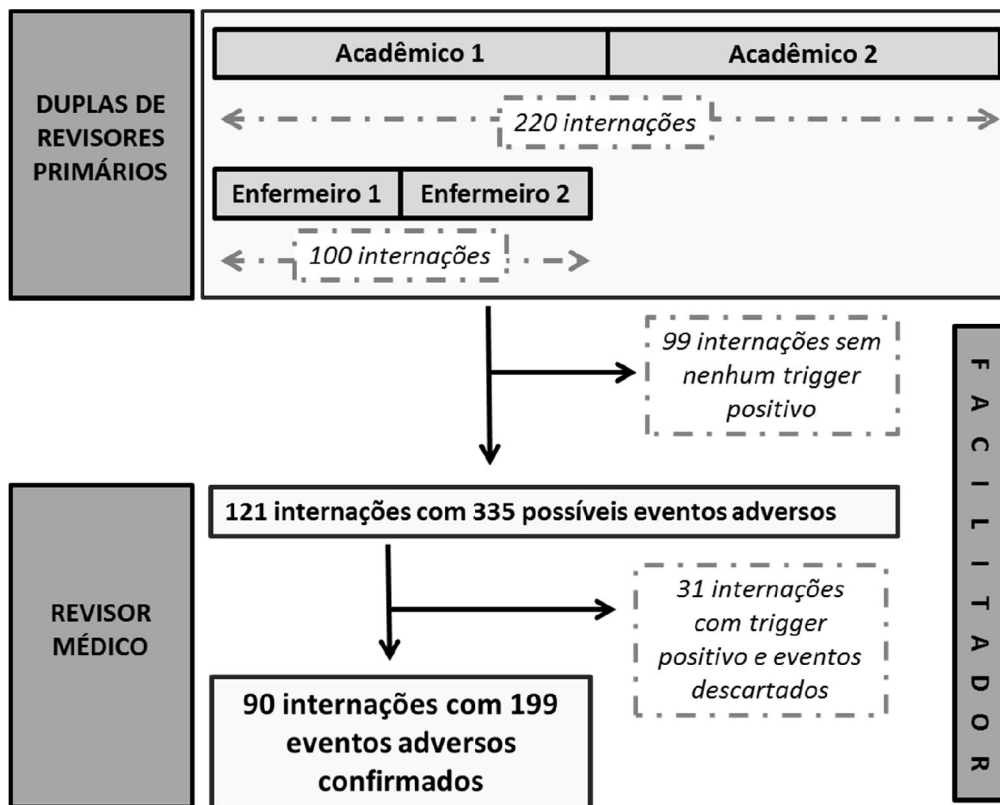 DUPLAS DE
REVISORES
PRIMÁRIOS
Acadêmico 1
Acadêmico 2
220 internações
Enfermeiro 1
Enfermeiro 2
100 internações
99 internações sem
nenhum trigger
positivo
FACILITADOR
REVISOR
MÉDICO
121 internações com 335 possíveis eventos adversos
31 internações
com trigger
positivo e eventos
descartados
90 internações com 199
eventos adversos
confirmados